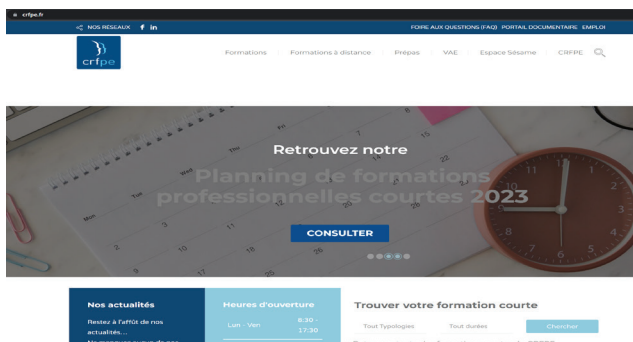 crfpe.fr
NOS RÉSEAUX f in
FOIRE AUX QUESTIONS (FAQ) PORTAIL DOCUMENTAIRE EMPLOI
crfpe
Formations Formations à distance Prépas VAE Espace Sésame CRFPE
Retrouvez notre
Planning de formations
professionnelles courtes 2023
CONSULTER
Nos actualités
Restez à l'affût de nos
actualités...
Heures d'ouverture
Lun - Ven 8:30 -
17:30
Trouver votre formation courte
Tout Typologies Tout durées Chercher